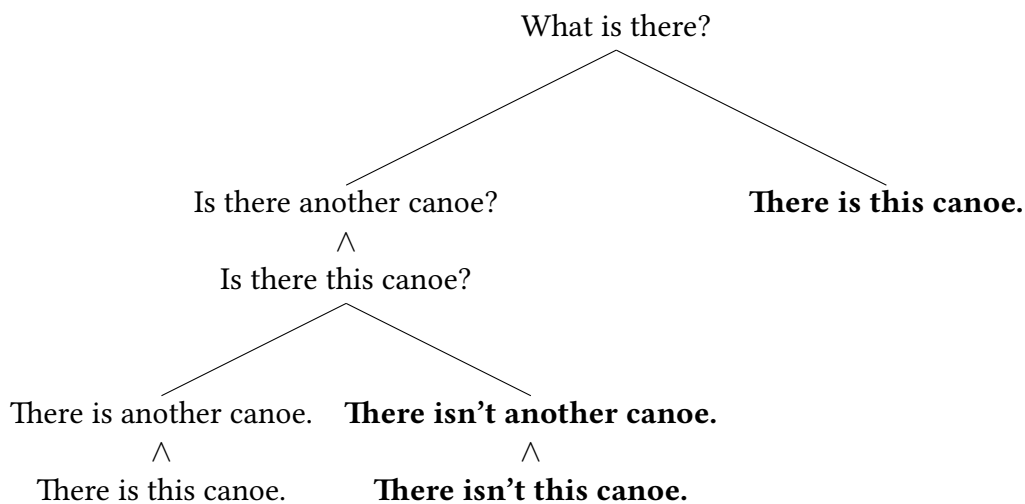 What is there?
Is there another canoe? There is this canoe.
∧
Is there this canoe?
There is another canoe. There isn't another canoe.
∧ ∧
There is this canoe. There isn't this canoe.